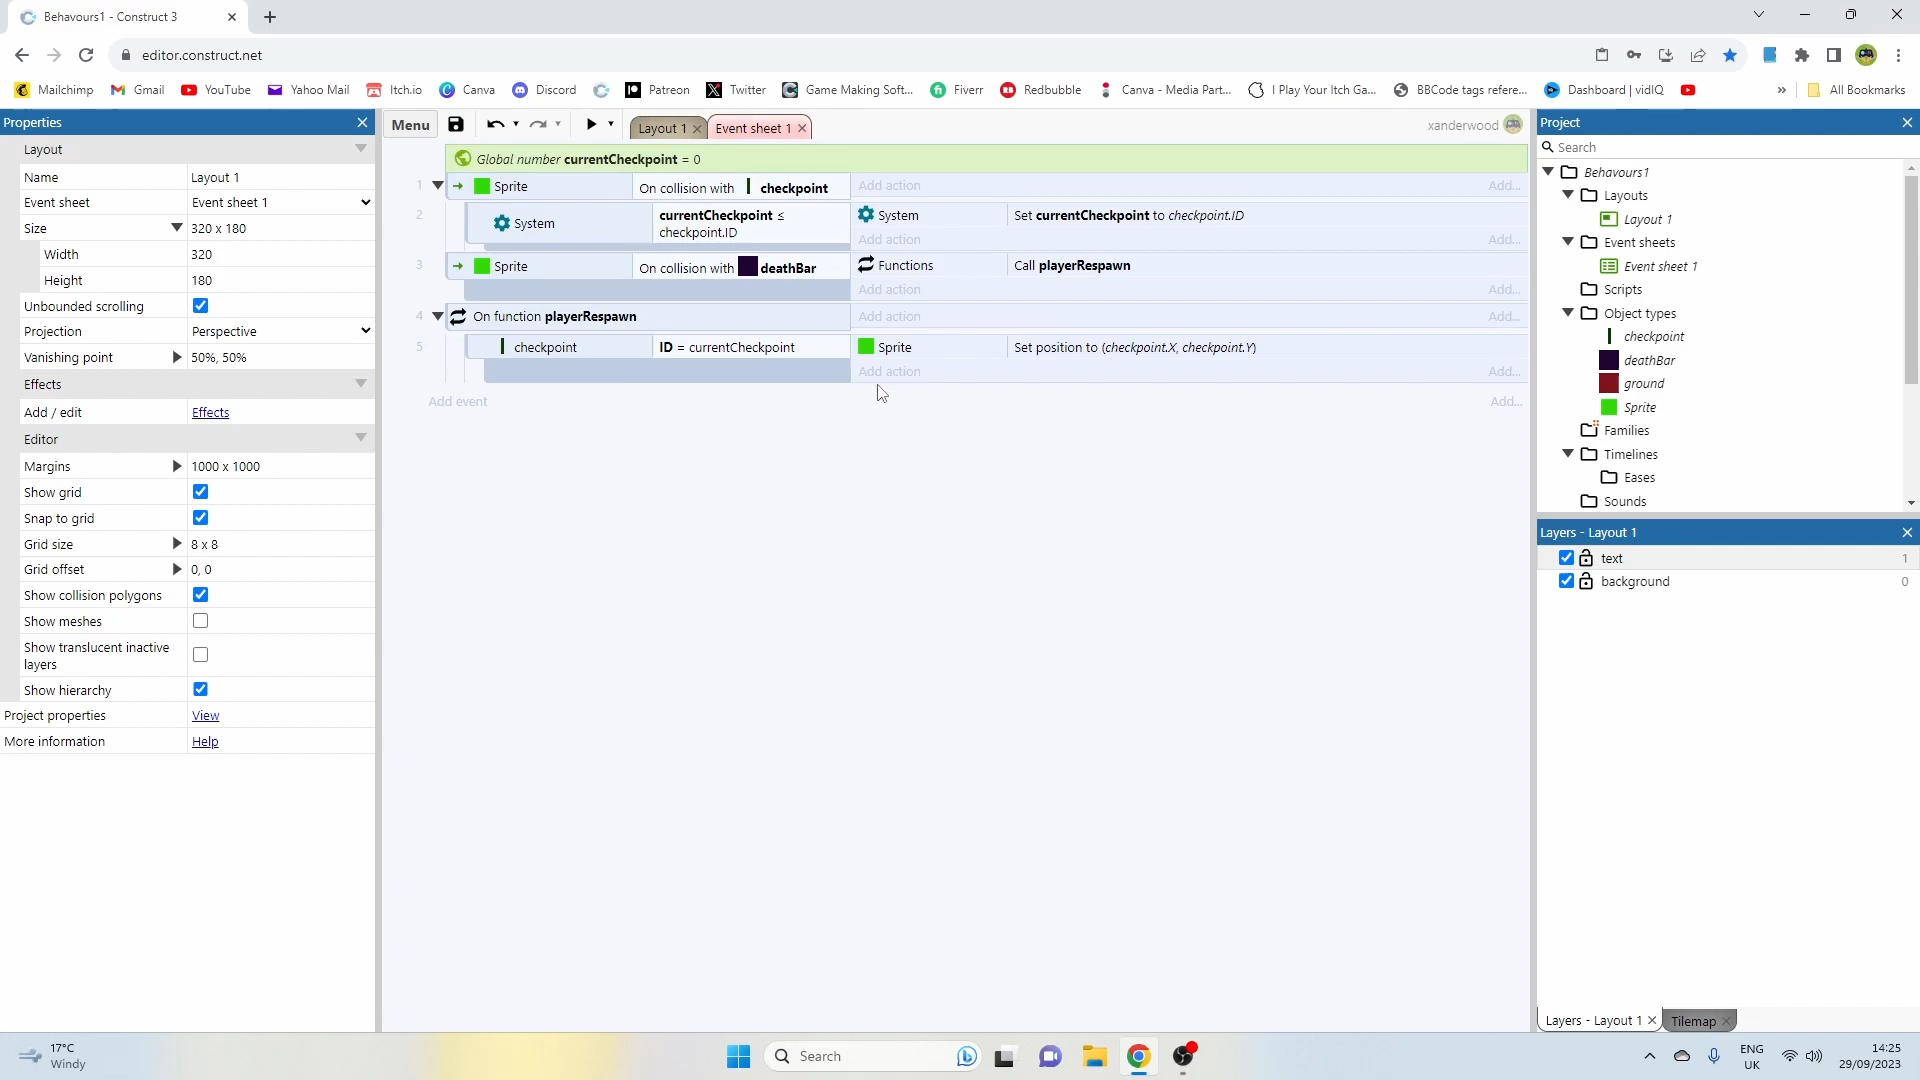 Behavours1 - Construct 3
editor.construct.net
Mailchimp Gmail YouTube Yahoo Mail Itch.io Canva Discord Patreon Twitter Game Making Soft... Fiverr Redbubble Canva - Media Part... I Play Your Itch Ga... BBCode tags refere... Dashboard | vidIQ » All Bookmarks
Properties
Layout
Name Layout 1
Event sheet Event sheet 1
Size 320 x 180
Width 320
Height 180
Unbounded scrolling
Projection Perspective
Vanishing point 50%, 50%
Effects
Add / edit Effects
Editor
Margins 1000 x 1000
Show grid
Snap to grid
Grid size 8 x 8
Grid offset 0, 0
Show collision polygons
Show meshes
Show translucent inactive
layers
Show hierarchy
Project properties View
More information Help
Menu Layout 1 Event sheet 1 xanderwood
Global number currentCheckpoint = 0
1 Sprite On collision with checkpoint Add action Add...
2 System currentCheckpoint ≤ checkpoint.ID System Set currentCheckpoint to checkpoint.ID
Add action Add...
3 Sprite On collision with deathBar Functions Call playerRespawn
Add action Add...
4 On function playerRespawn Add action Add...
5 checkpoint ID = currentCheckpoint Sprite Set position to (checkpoint.X, checkpoint.Y)
Add action Add...
Add event Add...
Project
Search
Behavours1
Layouts
Layout 1
Event sheets
Event sheet 1
Scripts
Object types
checkpoint
deathBar
ground
Sprite
Families
Timelines
Eases
Sounds
Layers - Layout 1
text 1
background 0
Layers - Layout 1 Tilemap
17°C
Windy
Search
ENG
UK
14:25
29/09/2023